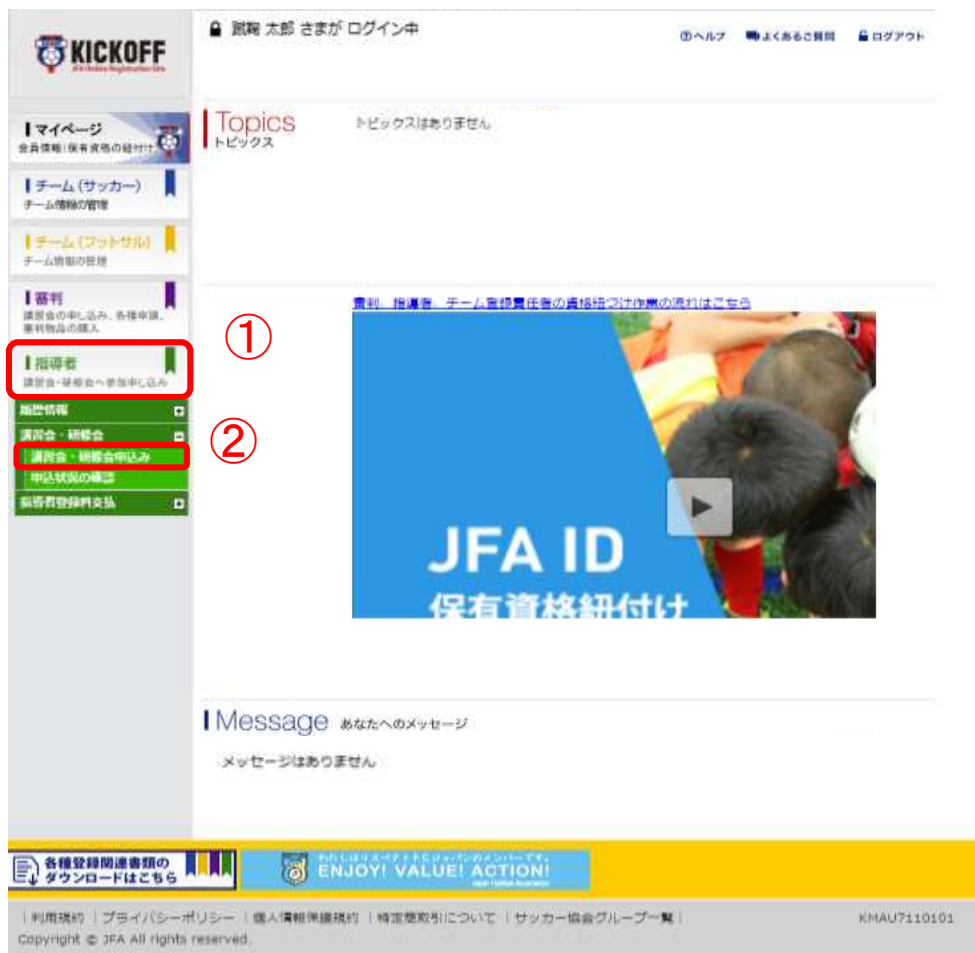 蹴鞠 太郎 さまが ログイン中
ヘルプ
よくあるご質問
ログアウト
KICKOFF
JFA Online Registration Site
マイページ
会員情報・保有資格の紐付け
チーム(サッカー)
チーム情報の管理
チーム(フットサル)
チーム情報の管理
審判
講習会の申し込み、各種申請、
審判物品の購入
①
指導者
講習会・研修会へ参加申し込み
履歴情報
講習会・研修会
②
講習会・研修会申込み
申込状況の確認
指導者登録料支払
Topics
トピックス
トピックスはありません
審判、指導者、チーム登録責任者の資格紐づけ作業の流れはこちら
JFA ID
保有資格紐付け
Message あなたへのメッセージ
メッセージはありません
各種登録関連書類の
ダウンロードはこちら
ENJOY! VALUE! ACTION!
Japan Football Association
|利用規約 |プライバシーポリシー |個人情報保護規約 |特定商取引について |サッカー協会グループ一覧|
KMAU7110101
Copyright © JFA All rights reserved.